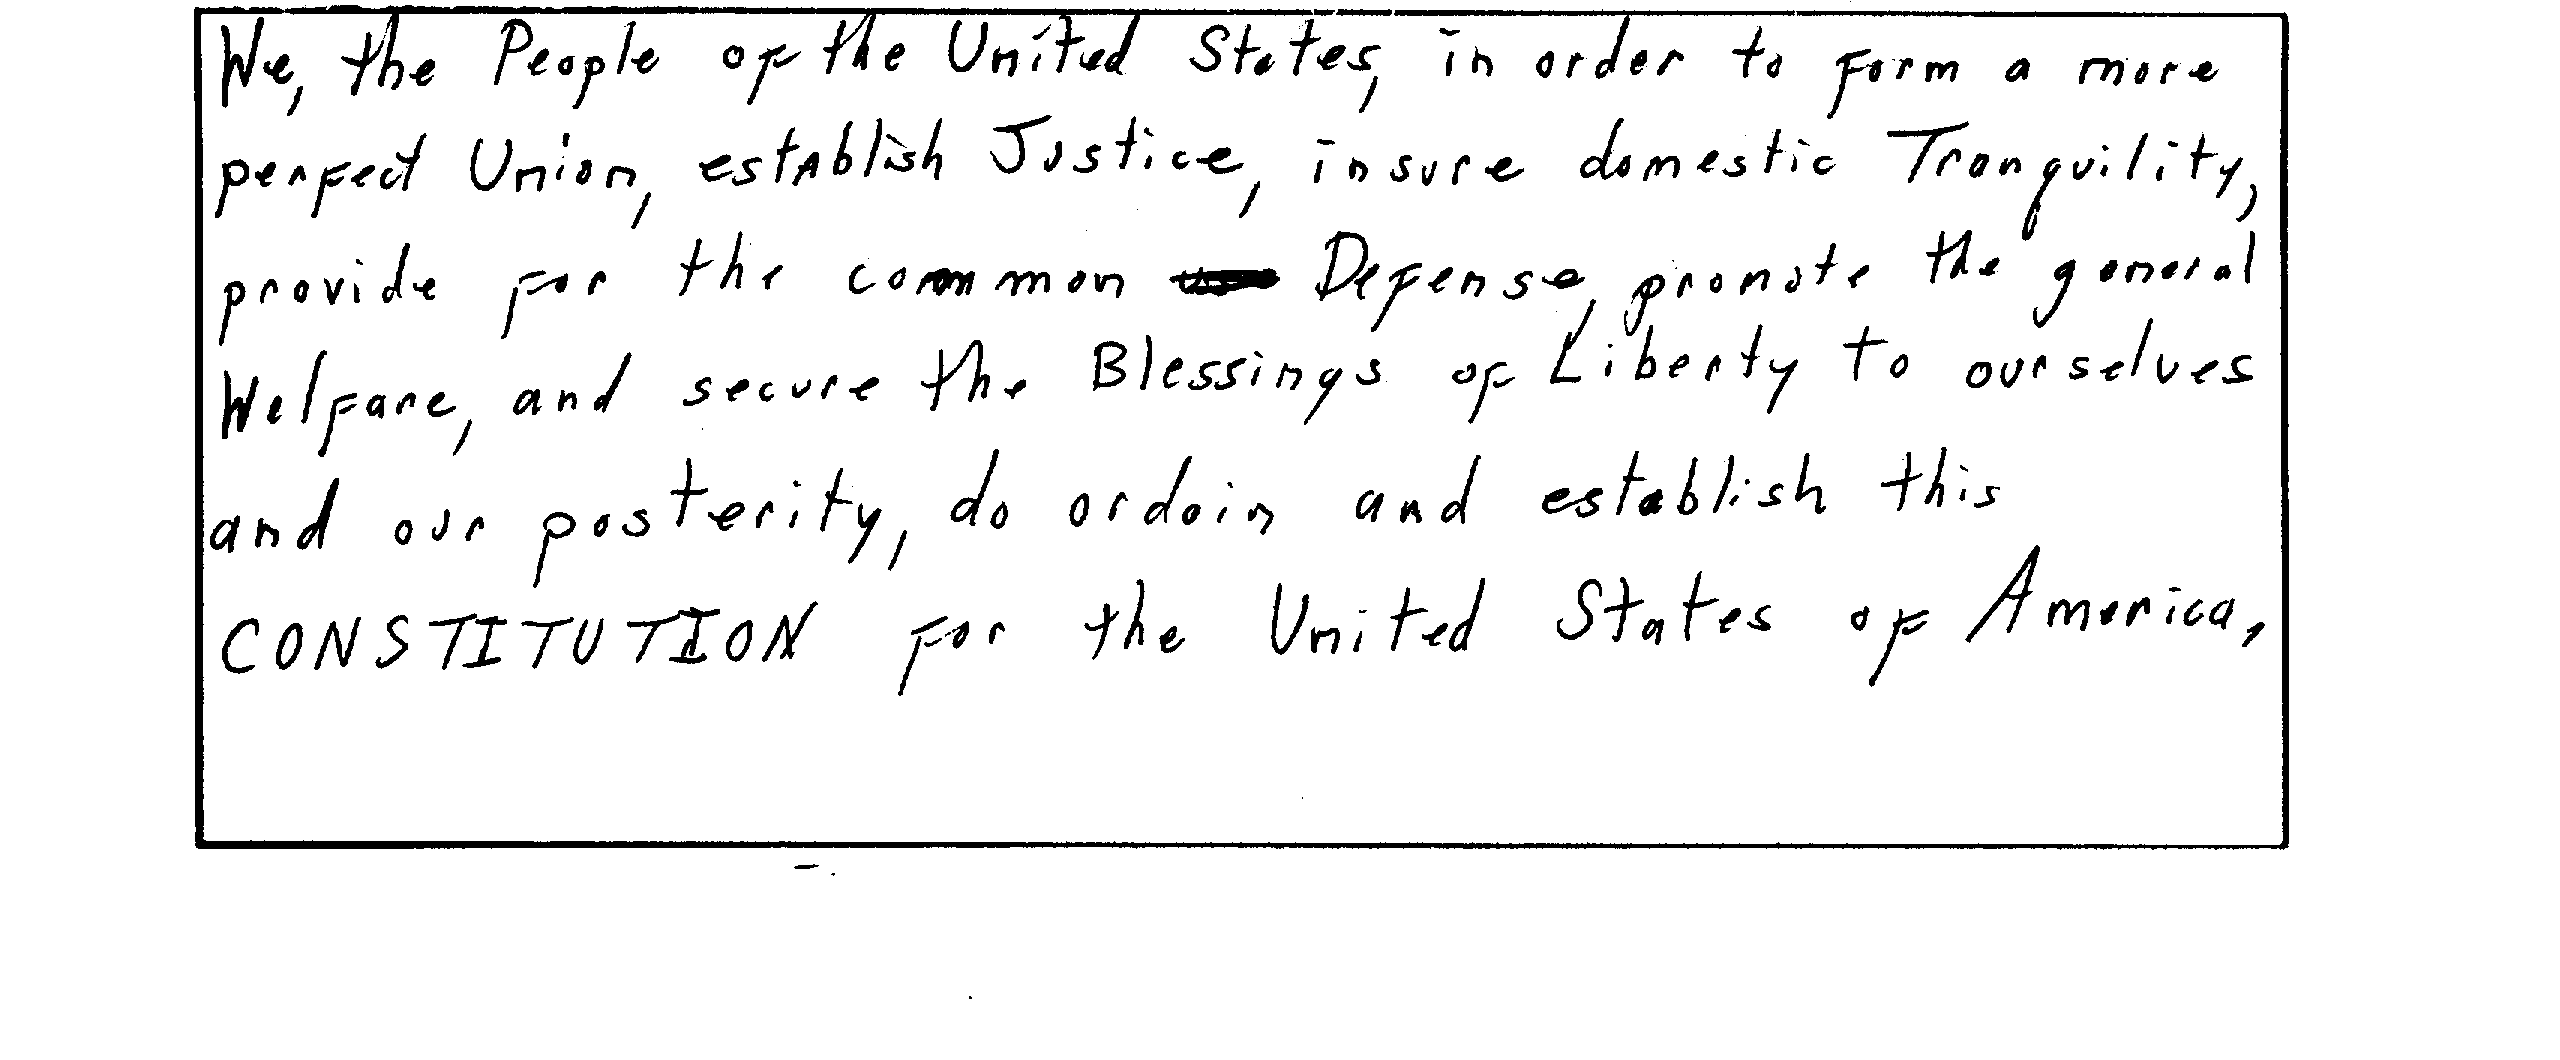 We, the People of the United States, in order to form a more
perfect Union, establish Justice, insure domestic Tranquility,
provide for the common Defense, promote the general
Welfare, and secure the Blessings of Liberty to ourselves
and our posterity, do ordain and establish this
CONSTITUTION for the United States of America,